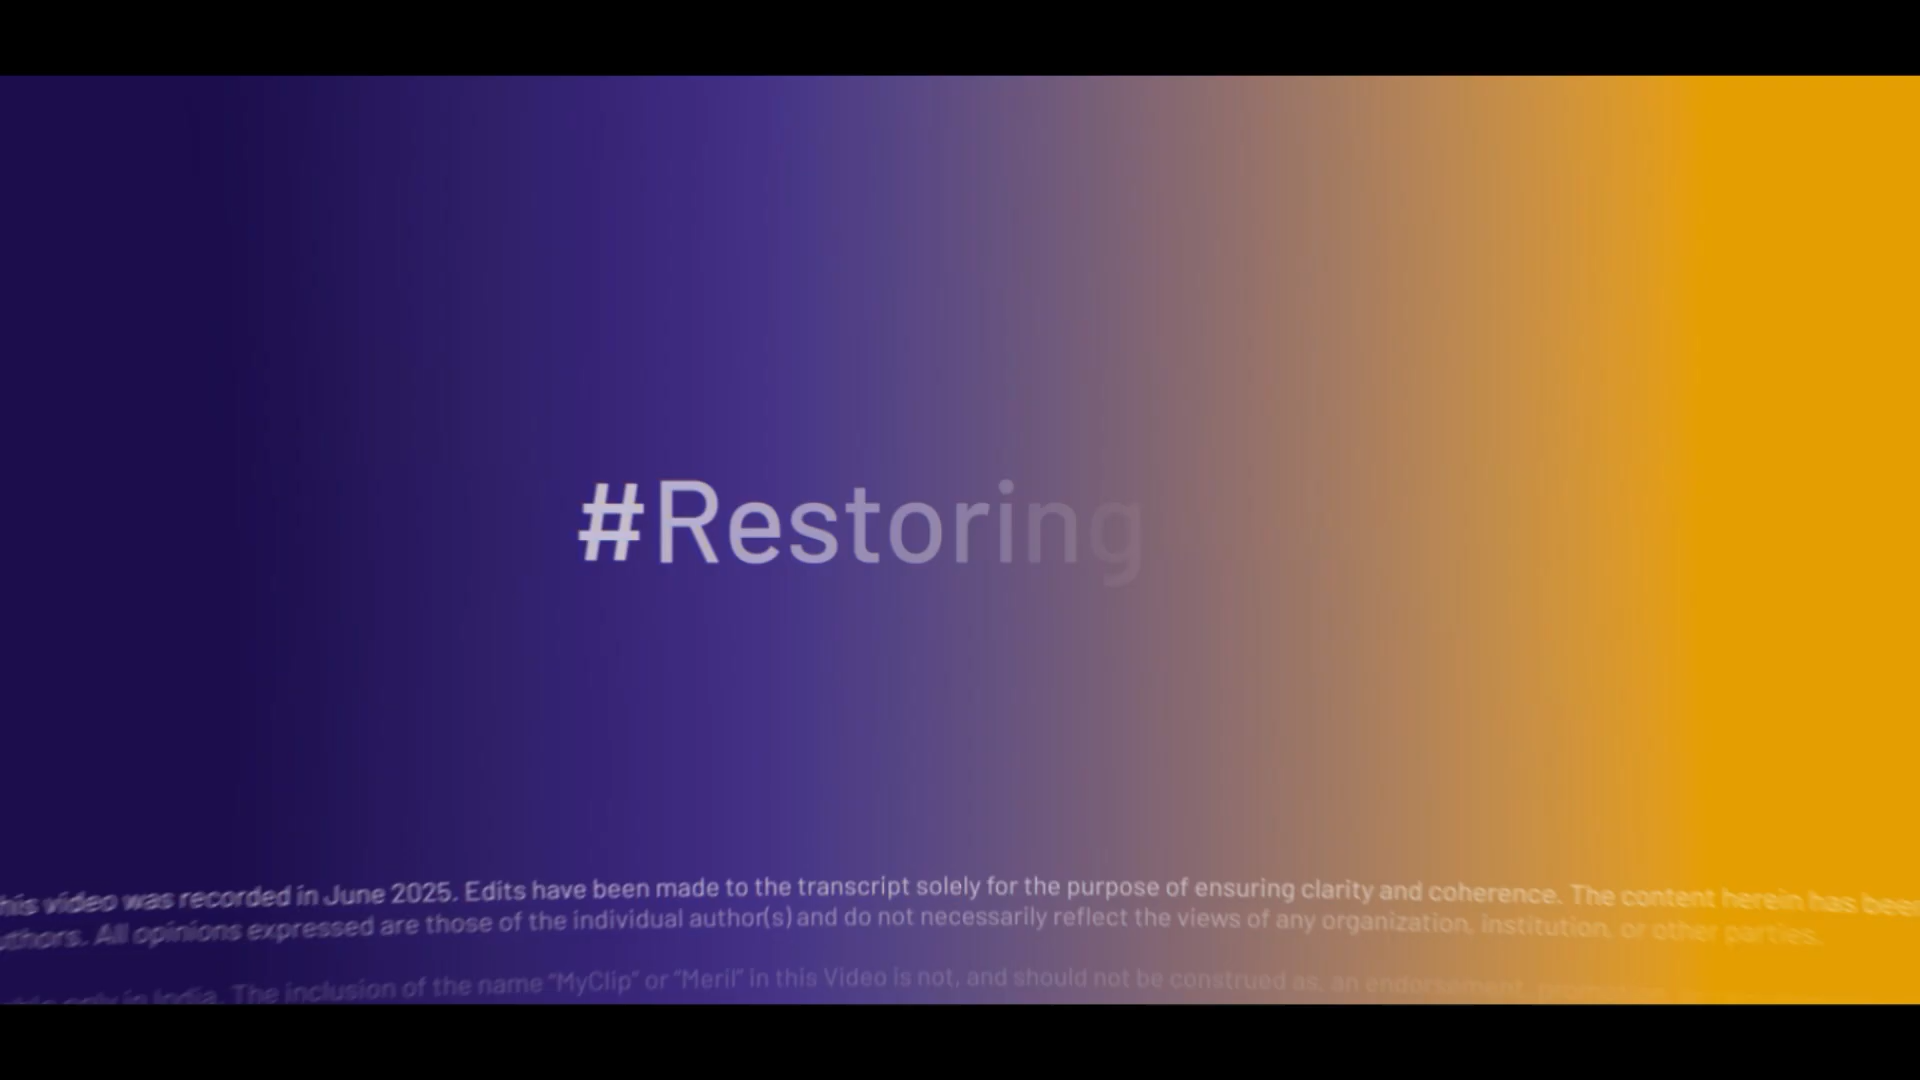 #Restoring
his video was recorded in June 2025. Edits have been made to the transcript solely for the purpose of ensuring clarity and coherence. The content herein has been
uthors. All opinions expressed are those of the individual author(s) and do not necessarily reflect the views of any organization, institution, or other parties.
only in India. The inclusion of the name “MyClip” or “Meril” in this Video is not, and should not be construed as, an endorsement,